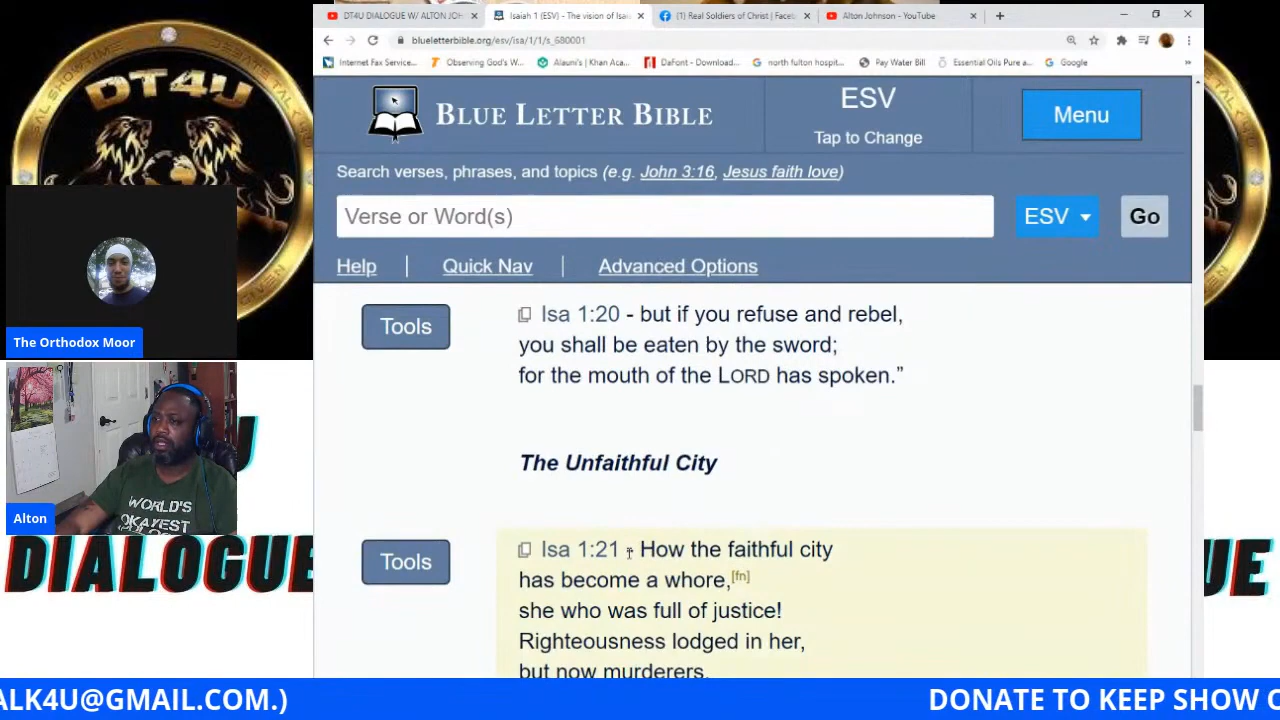 DT4U DIALOGUE W/ ALTON JOH
Isaiah 1 (ESV) - The vision of Isai
(1) Real Soldiers of Christ | Face
Alton Johnson - YouTube
blueletterbible.org/esv/isa/1/1/s_680001
Internet Fax Service...
Observing God's W...
Alauni's | Khan Aca...
DaFont - Download...
north fulton hospit...
Pay Water Bill
Essential Oils Pure a...
Google
BLUE LETTER BIBLE
ESV
Tap to Change
Menu
Search verses, phrases, and topics (e.g. John 3:16, Jesus faith love)
Verse or Word(s)
ESV
Go
Help | Quick Nav | Advanced Options
Tools
Isa 1:20 - but if you refuse and rebel,
you shall be eaten by the sword;
for the mouth of the LORD has spoken.”
The Unfaithful City
Tools
Isa 1:21 - How the faithful city
has become a whore,[fn]
she who was full of justice!
Righteousness lodged in her,
but now murderers.
DT4U
The Orthodox Moor
WORLD'S
OKAYEST
Alton
U
DIALOGUE
UE
ALK4U@GMAIL.COM.)
DONATE TO KEEP SHOW O